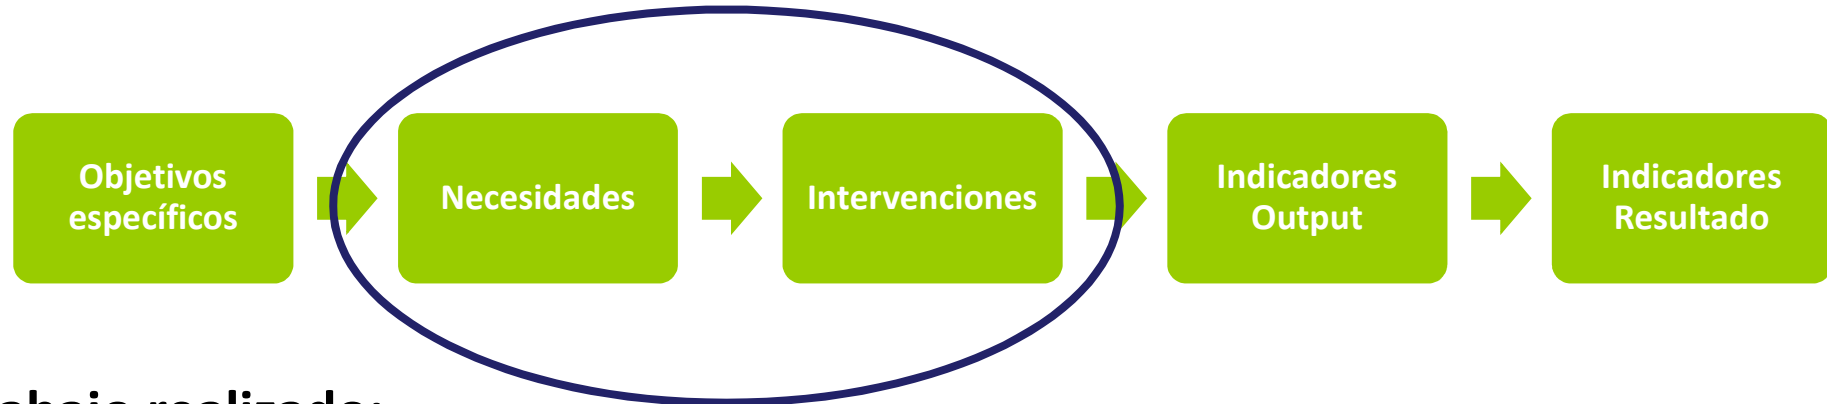 Objetivos
específicos
Necesidades
Intervenciones
Indicadores
Output
Indicadores
Resultado